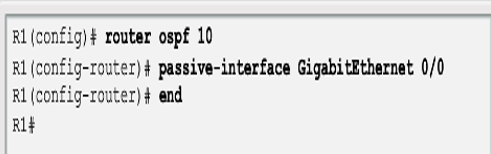 R1(config)# router ospf 10
R1(config-router)# passive-interface GigabitEthernet 0/0
R1(config-router)# end
R1#